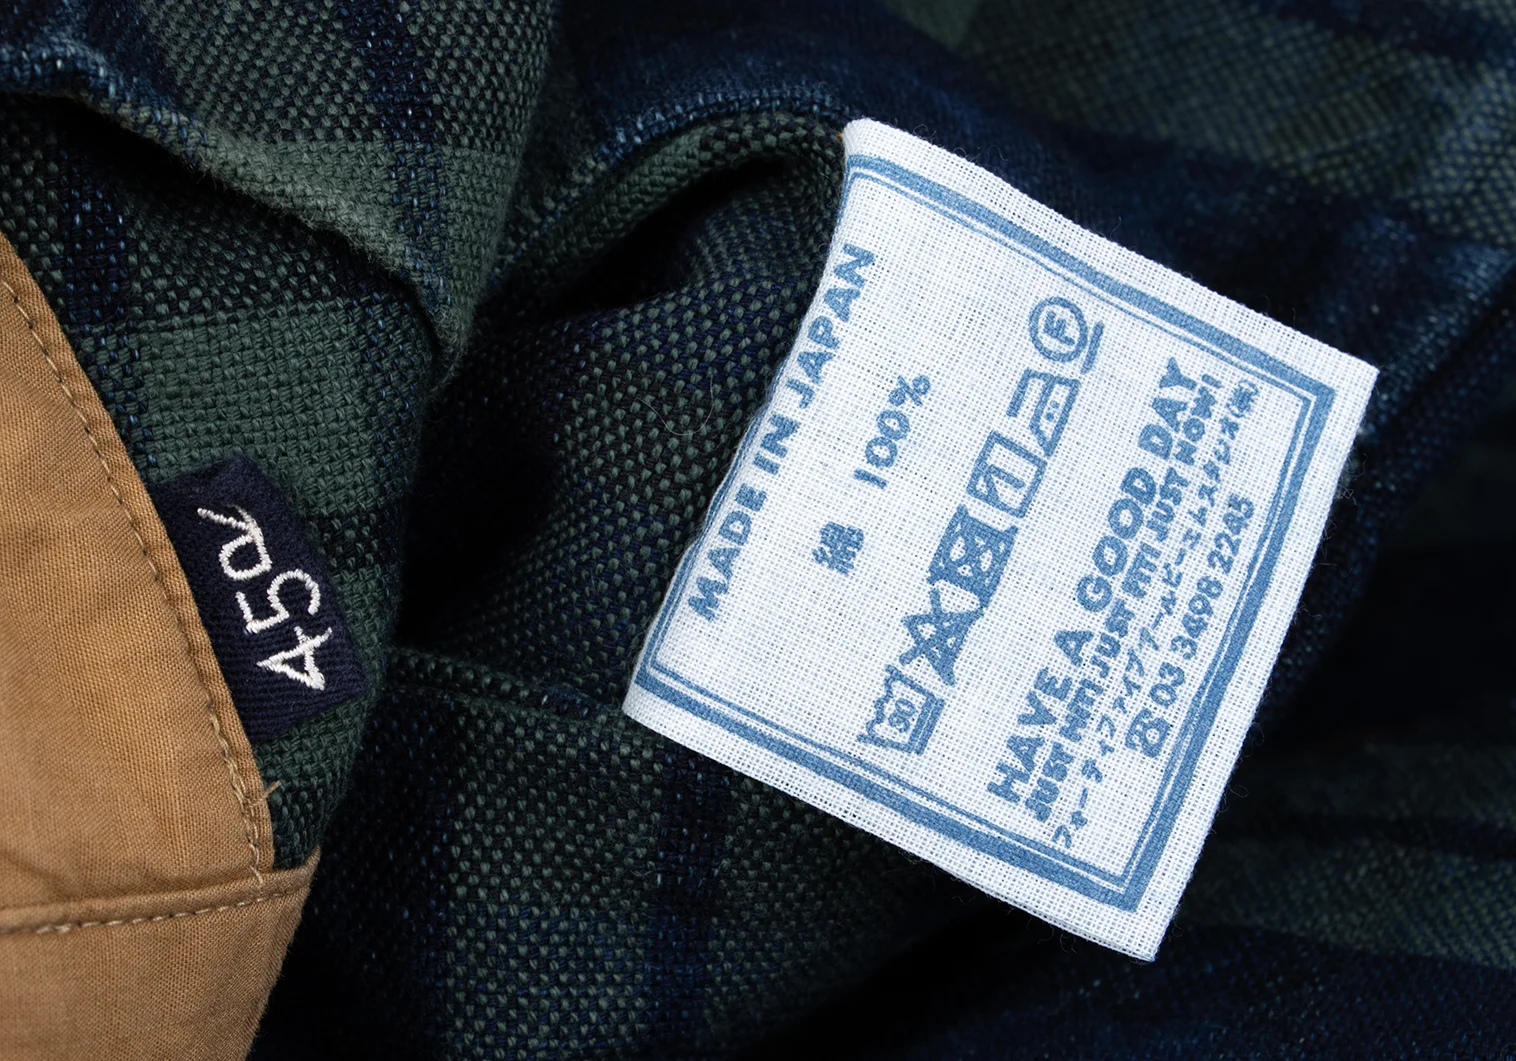 45R
MADE IN JAPAN
綿 100%
30
F
HAVE A GOOD DAY
JUST FIT! JUST FIT! JUST NOW!
フォーティファイブアールピーエムスタジオ(株)
☎ 03 3498 2245